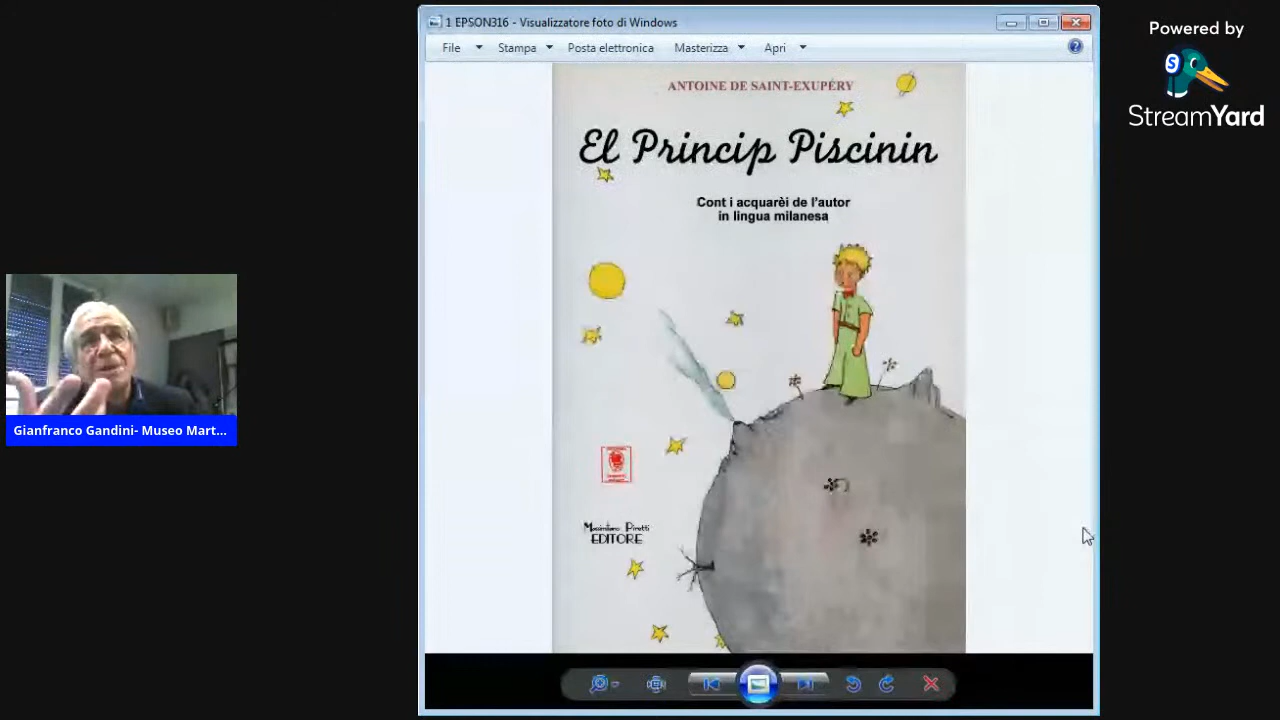 1 EPSON316 - Visualizzatore foto di Windows
File Stampa Posta elettronica Masterizza Apri
ANTOINE DE SAINT-EXUPÉRY
El Princip Piscinin
Cont i acquarèi de l'autor
in lingua milanesa
Massimiliano Piretti
EDITORE
Gianfranco Gandini- Museo Mart...
Powered by
S
StreamYard